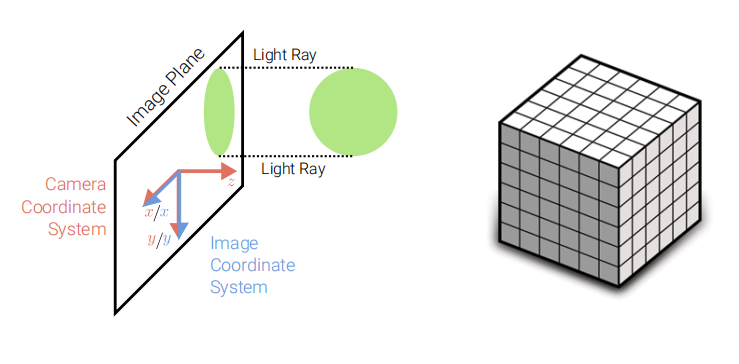 Image Plane
Light Ray
Light Ray
Camera
Coordinate
System
z
x/x
y/y
Image
Coordinate
System